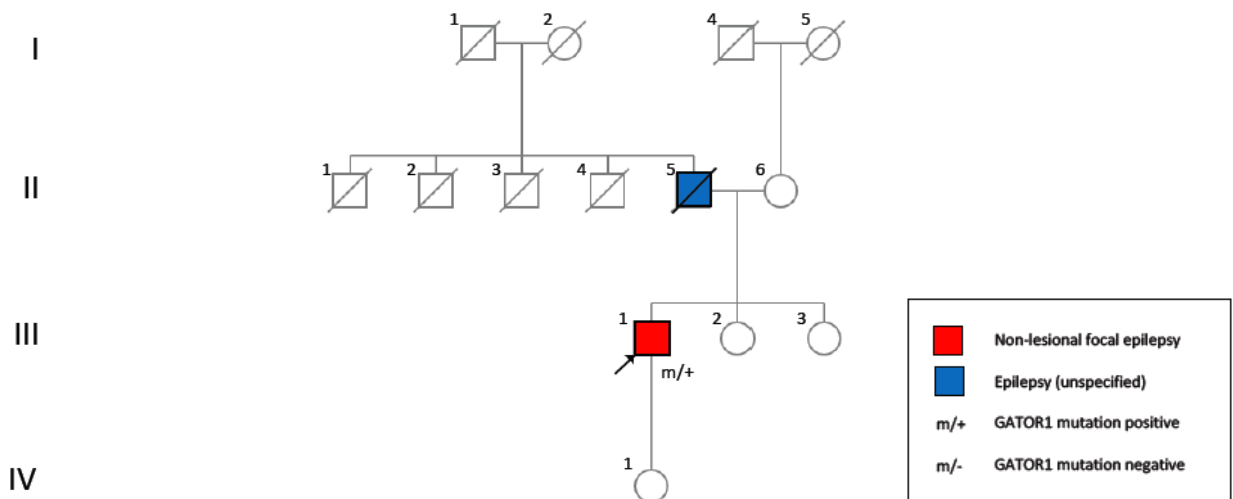 I 1 2 4 5
II 1 2 3 4 5 6
III 1 2 3
m/+
IV 1
Non-lesional focal epilepsy
Epilepsy (unspecified)
m/+ GATOR1 mutation positive
m/- GATOR1 mutation negative